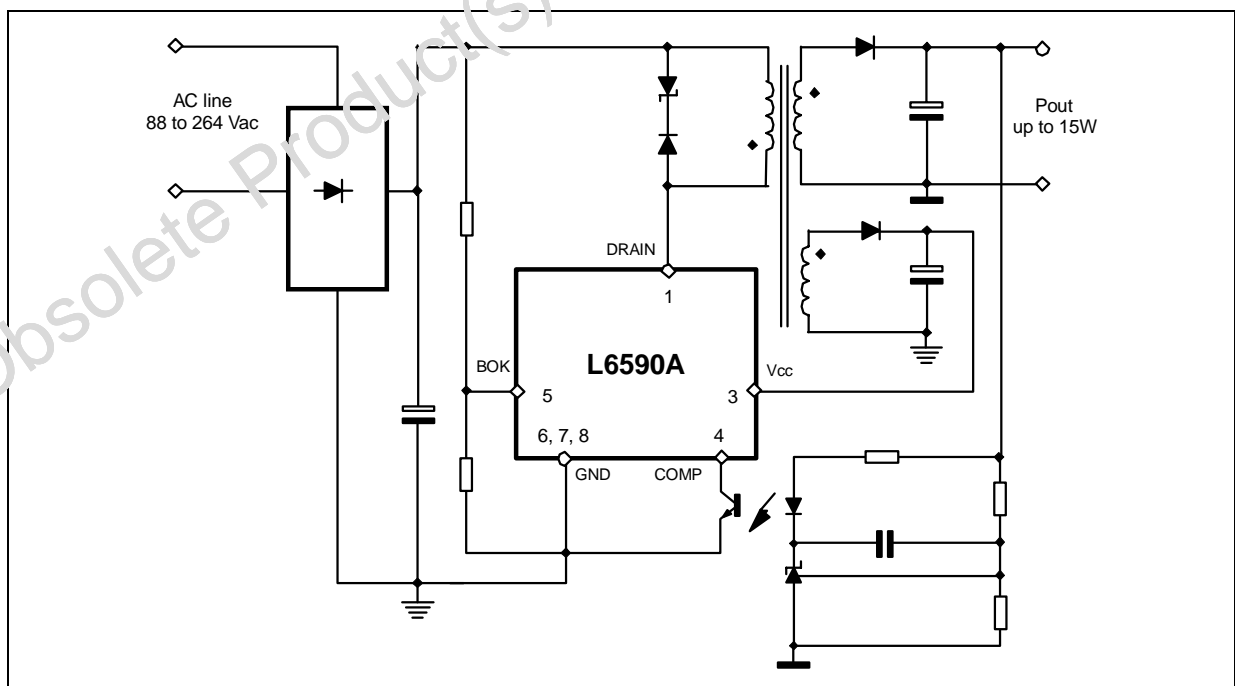 Obsolete Product(s)
AC line
88 to 264 Vac
Pout
up to 15W
DRAIN
1
L6590A
BOK
5
Vcc
3
6, 7, 8
4
GND
COMP